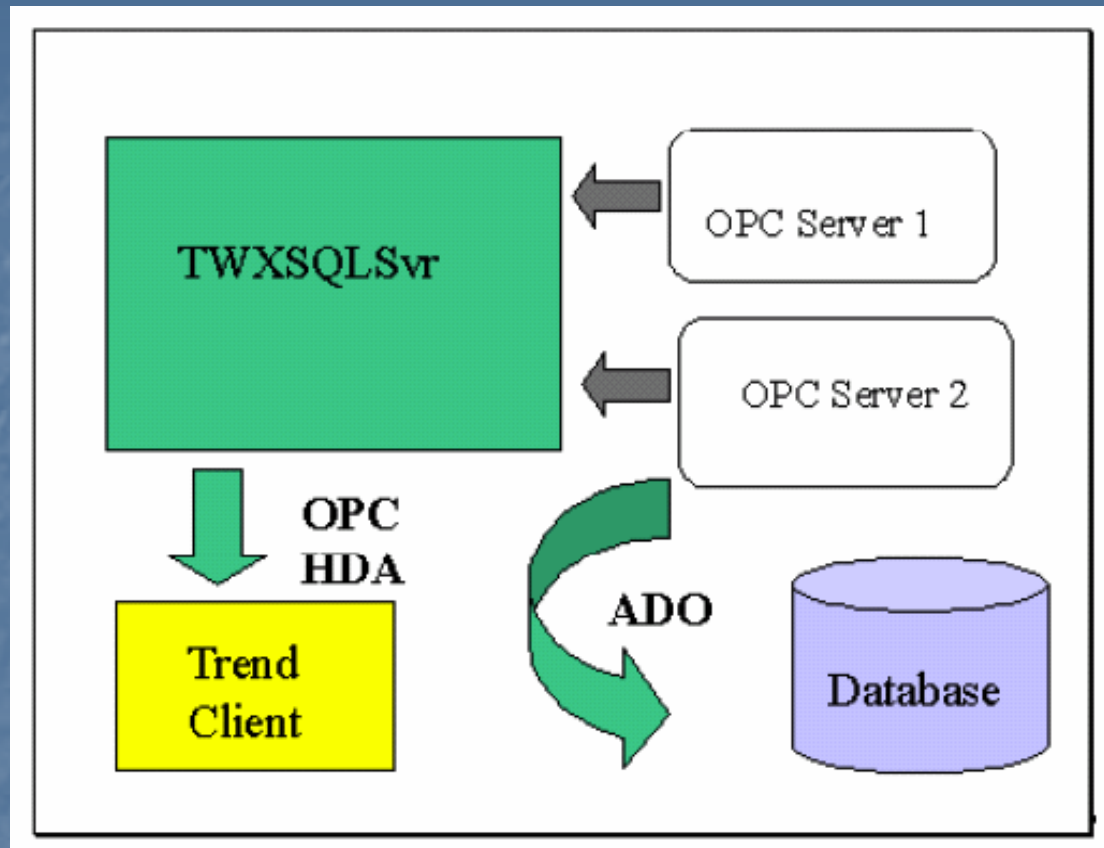 TWXSQLSvr
OPC Server 1
OPC Server 2
OPC
HDA
ADO
Trend
Client
Database